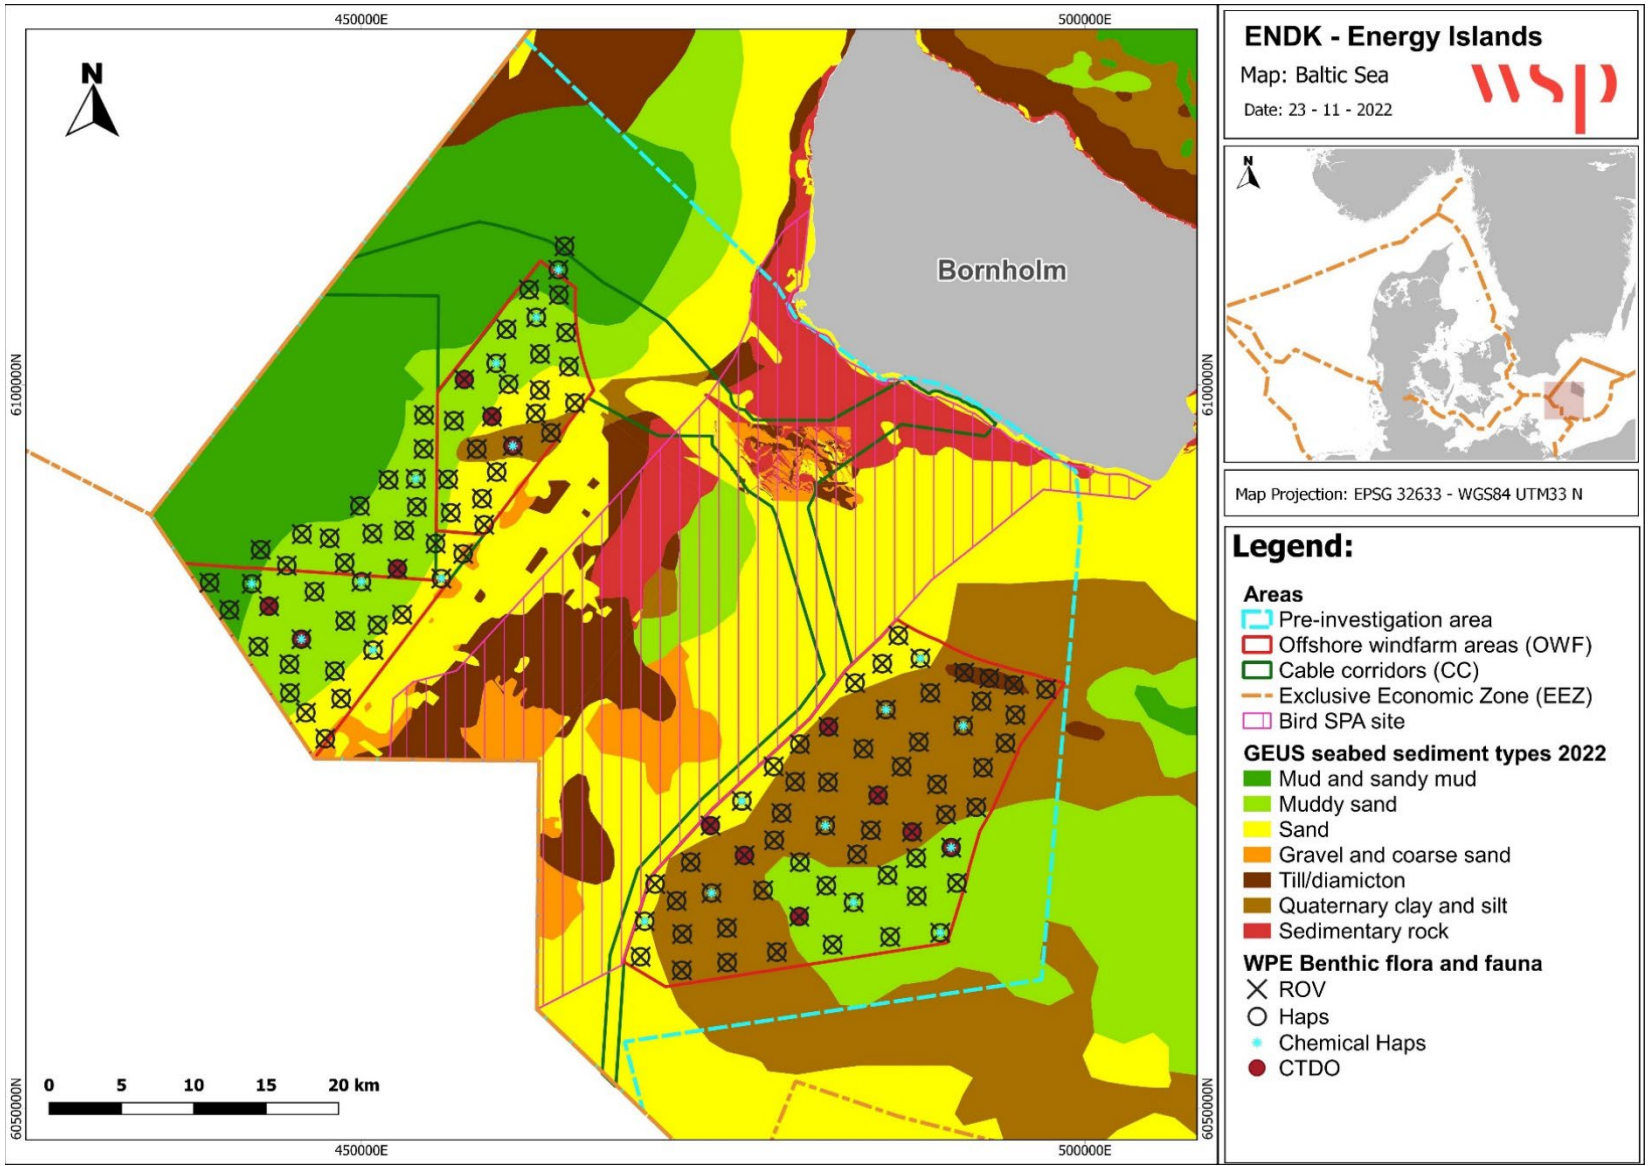 450000E
500000E
N
6100000N
6100000N
Bornholm
0 5 10 15 20 km
6050000N
6050000N
450000E
500000E
ENDK - Energy Islands
Map: Baltic Sea
Date: 23 - 11 - 2022
wsp
N
Map Projection: EPSG 32633 - WGS84 UTM33 N
Legend:
Areas
Pre-investigation area
Offshore windfarm areas (OWF)
Cable corridors (CC)
Exclusive Economic Zone (EEZ)
Bird SPA site
GEUS seabed sediment types 2022
Mud and sandy mud
Muddy sand
Sand
Gravel and coarse sand
Till/diamicton
Quaternary clay and silt
Sedimentary rock
WPE Benthic flora and fauna
ROV
Haps
Chemical Haps
CTDO